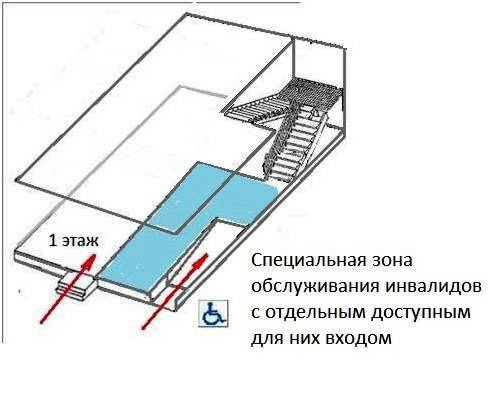 1 этаж
Специальная зона
обслуживания инвалидов
с отдельным доступным
для них входом